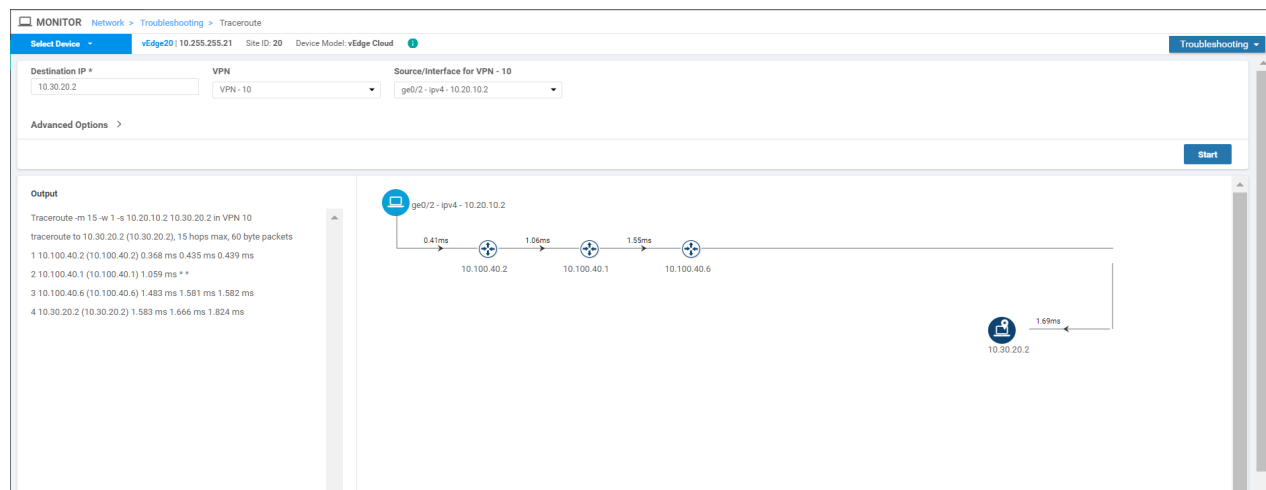 MONITOR Network > Troubleshooting > Traceroute
Select Device vEdge20 | 10.255.255.21 Site ID: 20 Device Model: vEdge Cloud i Troubleshooting
Destination IP * VPN Source/Interface for VPN - 10
10.30.20.2 VPN - 10 ge0/2 - ipv4 - 10.20.10.2
Advanced Options >
Start
Output
Traceroute -m 15 -w 1 -s 10.20.10.2 10.30.20.2 in VPN 10
traceroute to 10.30.20.2 (10.30.20.2), 15 hops max, 60 byte packets
1 10.100.40.2 (10.100.40.2) 0.368 ms 0.435 ms 0.439 ms
2 10.100.40.1 (10.100.40.1) 1.059 ms * *
3 10.100.40.6 (10.100.40.6) 1.483 ms 1.581 ms 1.582 ms
4 10.30.20.2 (10.30.20.2) 1.583 ms 1.666 ms 1.824 ms
ge0/2 - ipv4 - 10.20.10.2
0.41ms 1.06ms 1.55ms
10.100.40.2 10.100.40.1 10.100.40.6
1.69ms
10.30.20.2